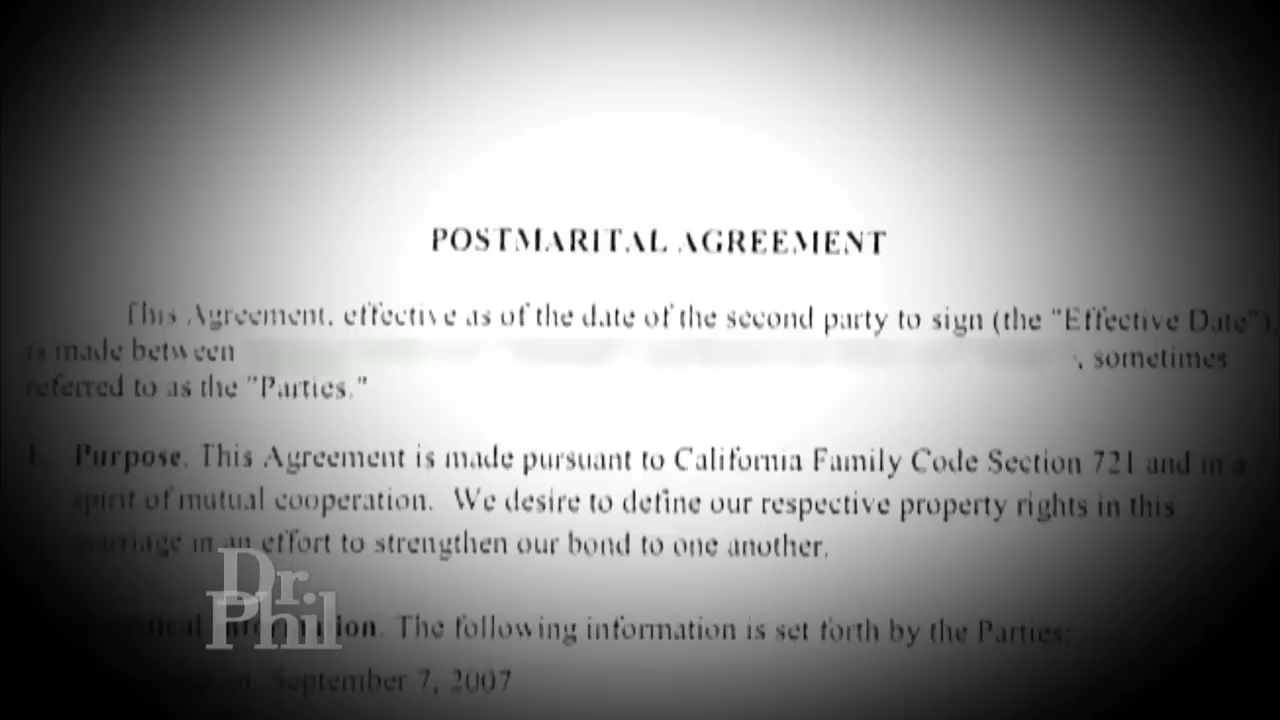 POSTMARITAL AGREEMENT
This Agreement, effective as of the date of the second party to sign (the "Effective Date"),
is made between , sometimes
referred to as the "Parties."
1. Purpose. This Agreement is made pursuant to California Family Code Section 721 and in a
spirit of mutual cooperation. We desire to define our respective property rights in this
marriage in an effort to strengthen our bond to one another.
Information. The following information is set forth by the Parties:
September 7, 2007
Dr.
Phil